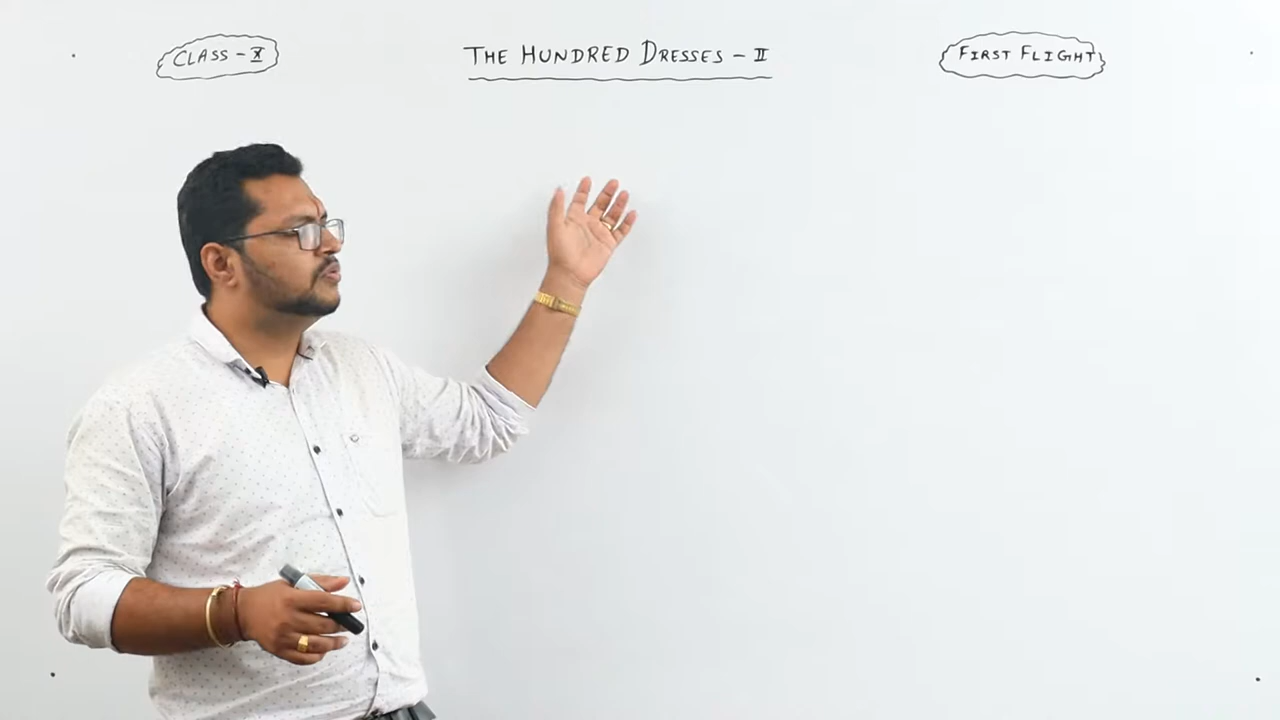 CLASS - X
THE HUNDRED DRESSES - II
FIRST FLIGHT